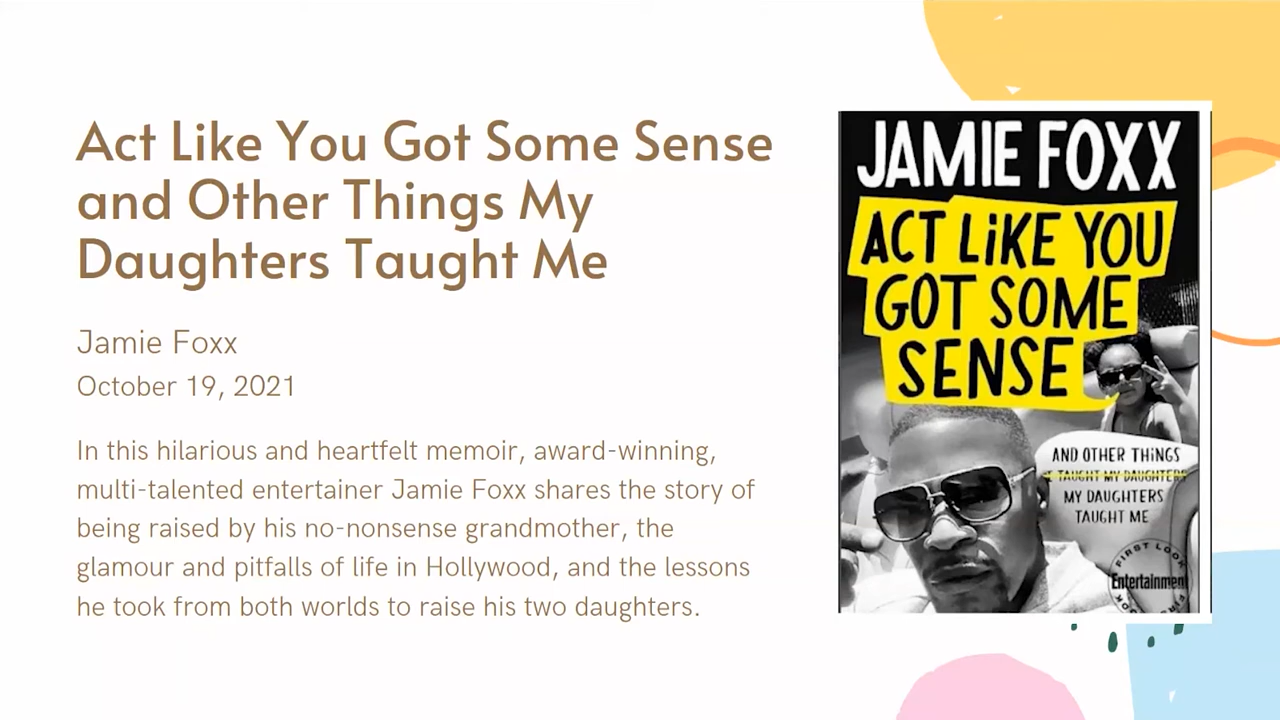 Act Like You Got Some Sense
and Other Things My
Daughters Taught Me
Jamie Foxx
October 19, 2021
In this hilarious and heartfelt memoir, award-winning,
multi-talented entertainer Jamie Foxx shares the story of
being raised by his no-nonsense grandmother, the
glamour and pitfalls of life in Hollywood, and the lessons
he took from both worlds to raise his two daughters.
JAMIE FOXX
ACT LiKE YOU
GOT SOME
SENSE
AND OTHER THiNGS
I TAUGHT MY DAUGHTERS
MY DAUGHTERS
TAUGHT ME
FIRST LOOK
Entertainment